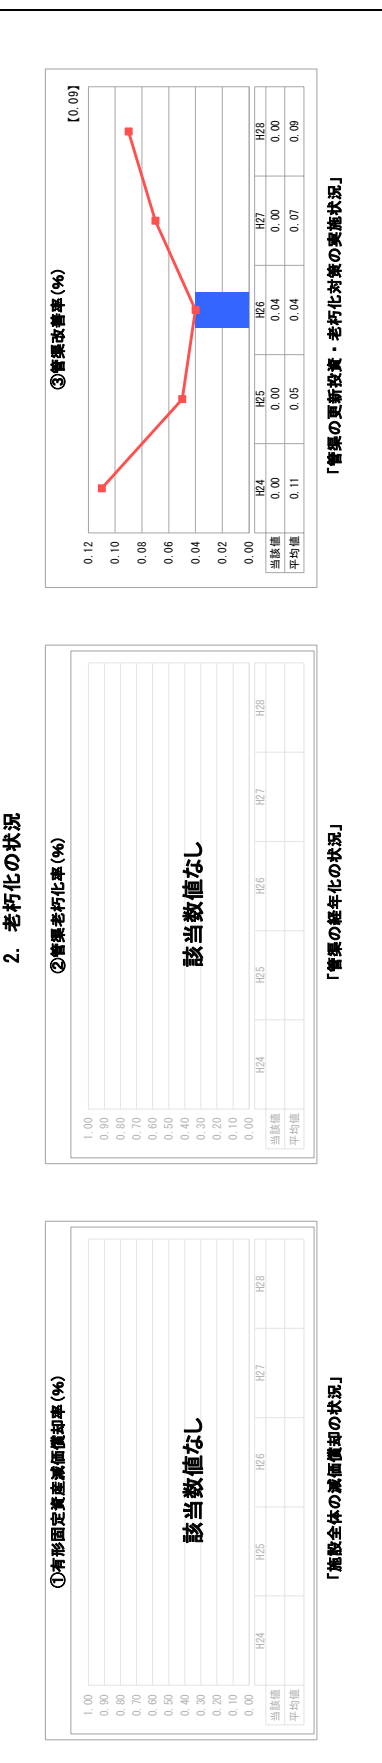 2. 老朽化の状況
①有形固定資産減価償却率(%)
1.00
0.90
0.80
0.70
0.60
0.50
0.40
0.30
0.20
0.10
0.00
該当数値なし
H24 H25 H26 H27 H28
当該値
平均値
「施設全体の減価償却の状況」
②管渠老朽化率(%)
1.00
0.90
0.80
0.70
0.60
0.50
0.40
0.30
0.20
0.10
0.00
該当数値なし
H24 H25 H26 H27 H28
当該値
平均値
「管渠の経年化の状況」
③管渠改善率(%)
【0.09】
0.12
0.10
0.08
0.06
0.04
0.02
0.00
H24 H25 H26 H27 H28
当該値 0.00 0.00 0.04 0.00 0.00
平均値 0.11 0.05 0.04 0.07 0.09
「管渠の更新投資・老朽化対策の実施状況」